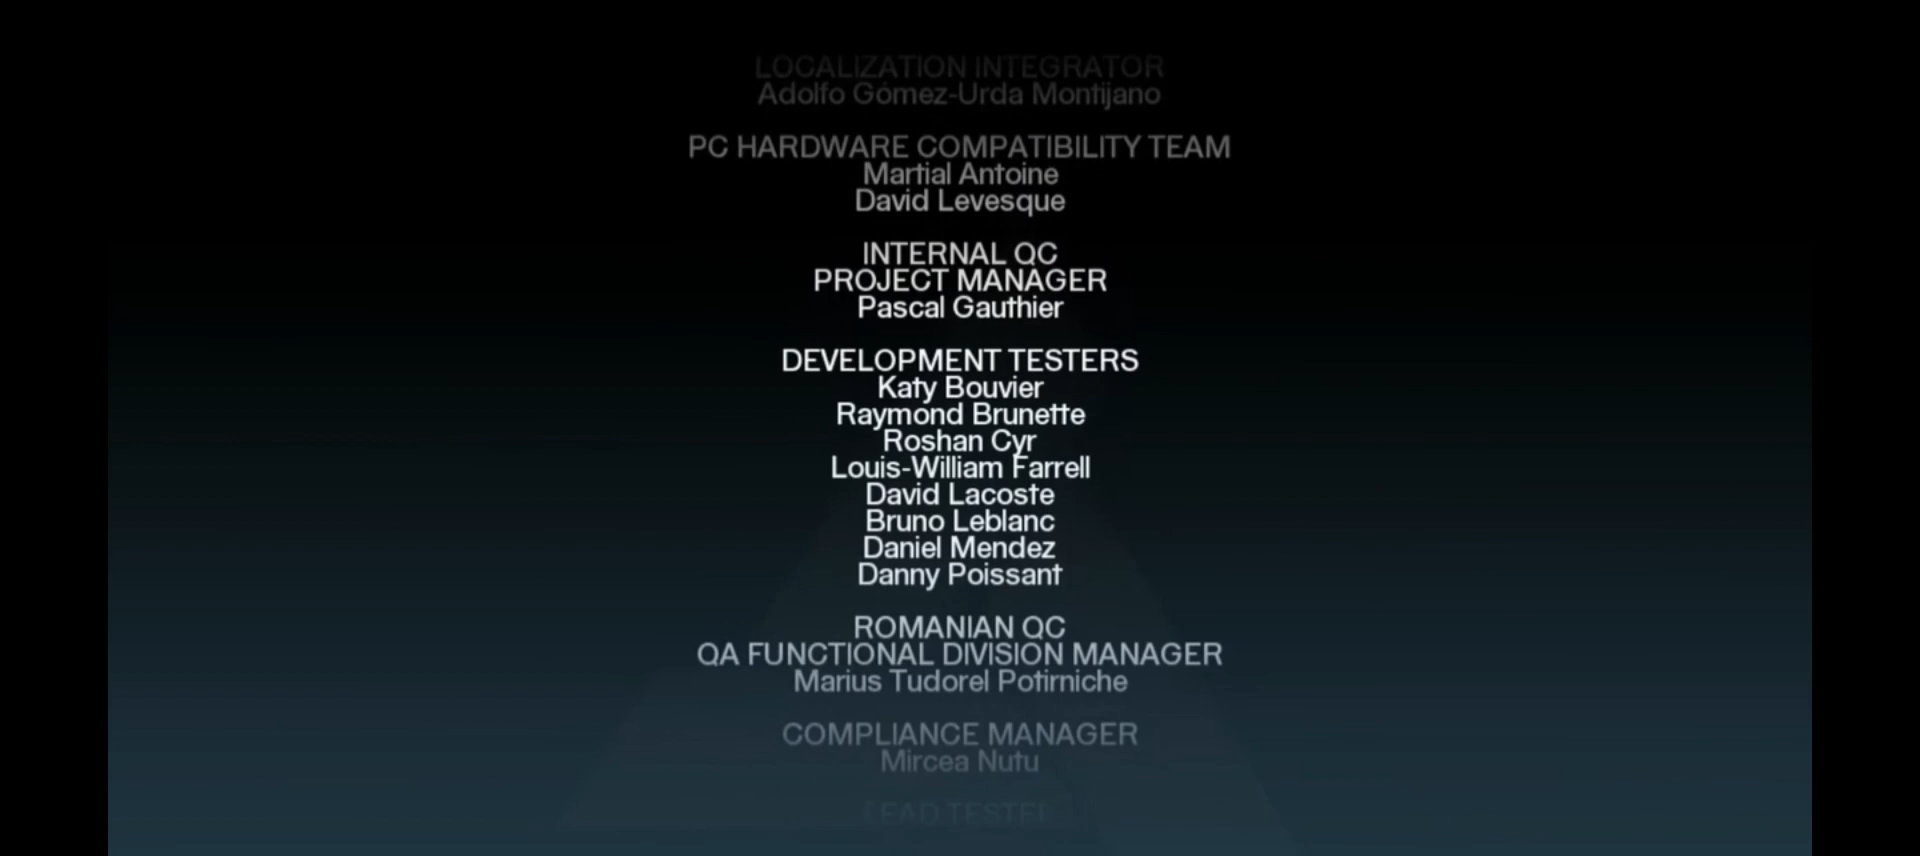 LOCALIZATION INTEGRATOR
Adolfo Gómez-Urda Montijano
PC HARDWARE COMPATIBILITY TEAM
Martial Antoine
David Levesque
INTERNAL QC
PROJECT MANAGER
Pascal Gauthier
DEVELOPMENT TESTERS
Katy Bouvier
Raymond Brunette
Roshan Cyr
Louis-William Farrell
David Lacoste
Bruno Leblanc
Daniel Mendez
Danny Poissant
ROMANIAN QC
QA FUNCTIONAL DIVISION MANAGER
Marius Tudorel Potirniche
COMPLIANCE MANAGER
Mircea Nutu